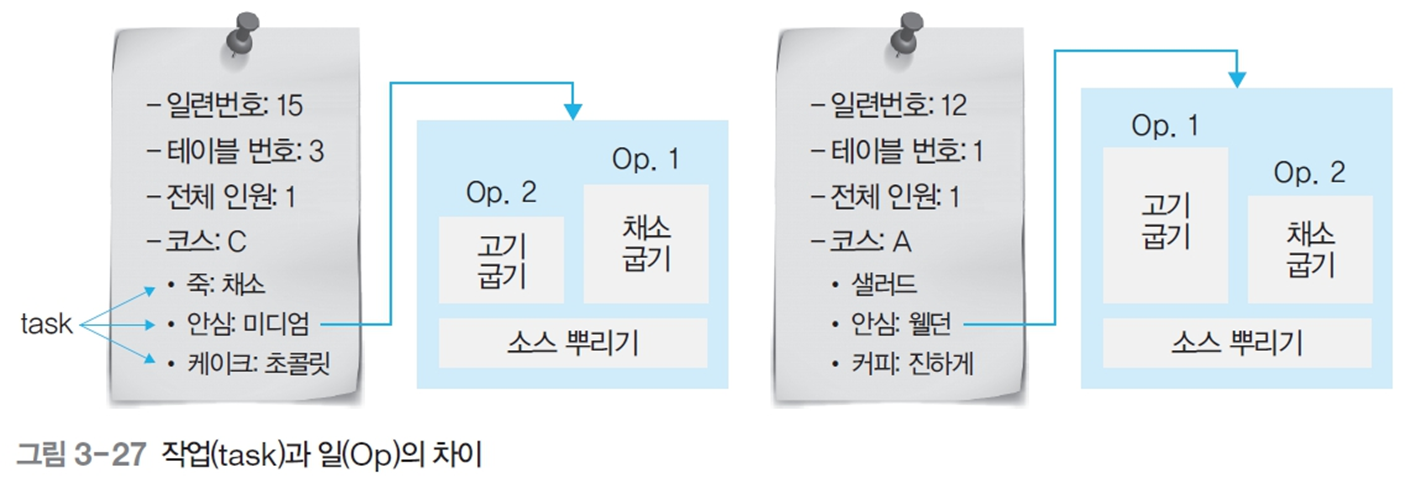 – 일련번호: 15
– 테이블 번호: 3
– 전체 인원: 1
– 코스: C
• 죽: 채소
• 안심: 미디엄
• 케이크: 초콜릿
task
Op. 2
고기
굽기
Op. 1
채소
굽기
소스 뿌리기
– 일련번호: 12
– 테이블 번호: 1
– 전체 인원: 1
– 코스: A
• 샐러드
• 안심: 웰던
• 커피: 진하게
Op. 1
고기
굽기
Op. 2
채소
굽기
소스 뿌리기
그림 3-27 작업(task)과 일(Op)의 차이